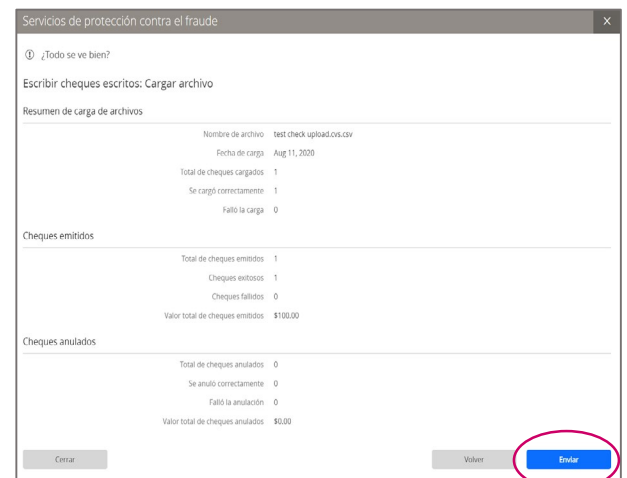 Servicios de protección contra el fraude X
¿Todo se ve bien?
Escribir cheques escritos: Cargar archivo
Resumen de carga de archivos
Nombre de archivo test check upload.cvs.csv
Fecha de carga Aug 11, 2020
Total de cheques cargados 1
Se cargó correctamente 1
Falló la carga 0
Cheques emitidos
Total de cheques emitidos 1
Cheques exitosos 1
Cheques fallidos 0
Valor total de cheques emitidos $100.00
Cheques anulados
Total de cheques anulados 0
Se anuló correctamente 0
Falló la anulación 0
Valor total de cheques anulados $0.00
Cerrar Volver Enviar